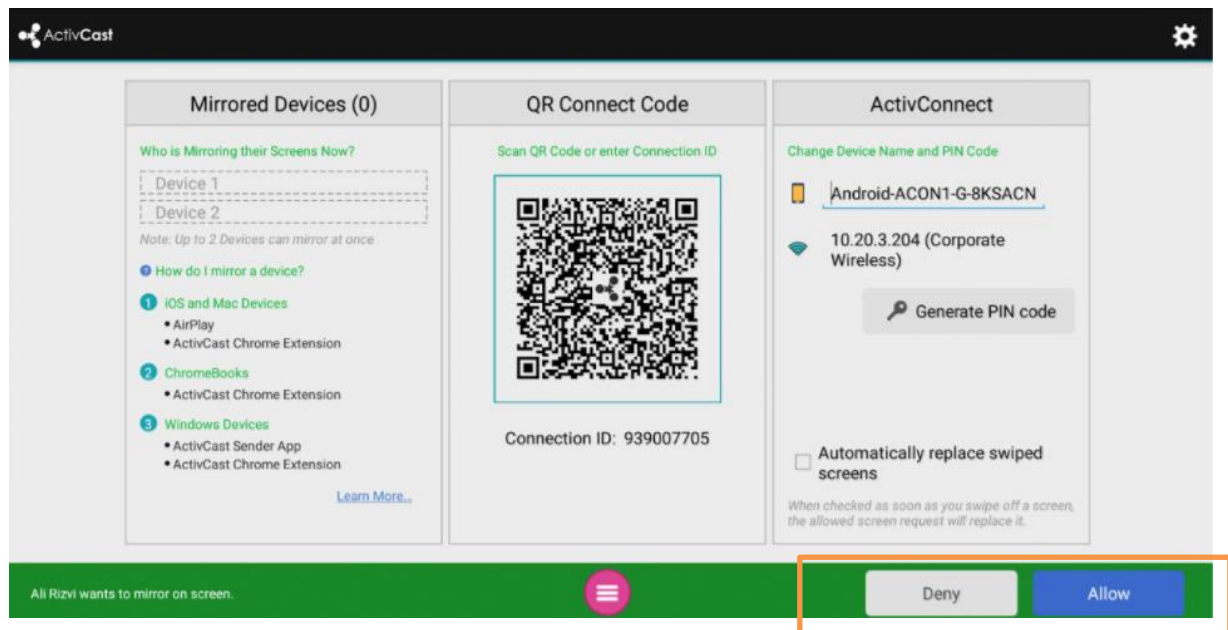 ActivCast
Mirrored Devices (0)
Who is Mirroring their Screens Now?
Device 1
Device 2
Note: Up to 2 Devices can mirror at once
? How do I mirror a device?
1 iOS and Mac Devices
• AirPlay
• ActivCast Chrome Extension
2 ChromeBooks
• ActivCast Chrome Extension
3 Windows Devices
• ActivCast Sender App
• ActivCast Chrome Extension
Learn More...
QR Connect Code
Scan QR Code or enter Connection ID
Connection ID: 939007705
ActivConnect
Change Device Name and PIN Code
Android-ACON1-G-8KSACN
10.20.3.204 (Corporate
Wireless)
Generate PIN code
Automatically replace swiped
screens
When checked as soon as you swipe off a screen,
the allowed screen request will replace it.
Ali Rizvi wants to mirror on screen.
Deny
Allow